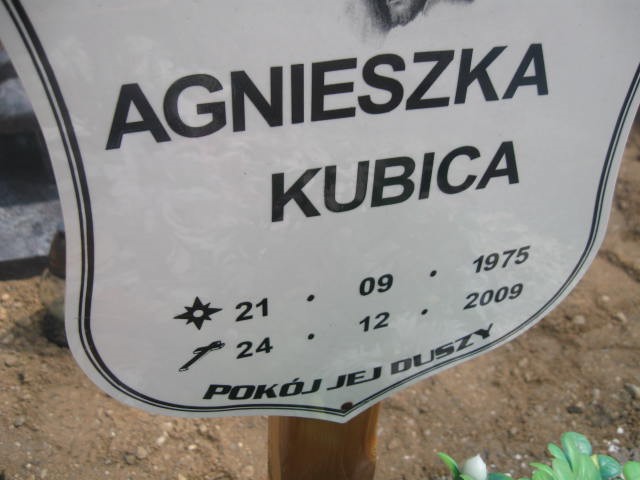 AGNIESZKA
KUBICA
21 · 09 · 1975
24 · 12 · 2009
POKÓJ JEJ DUSZY